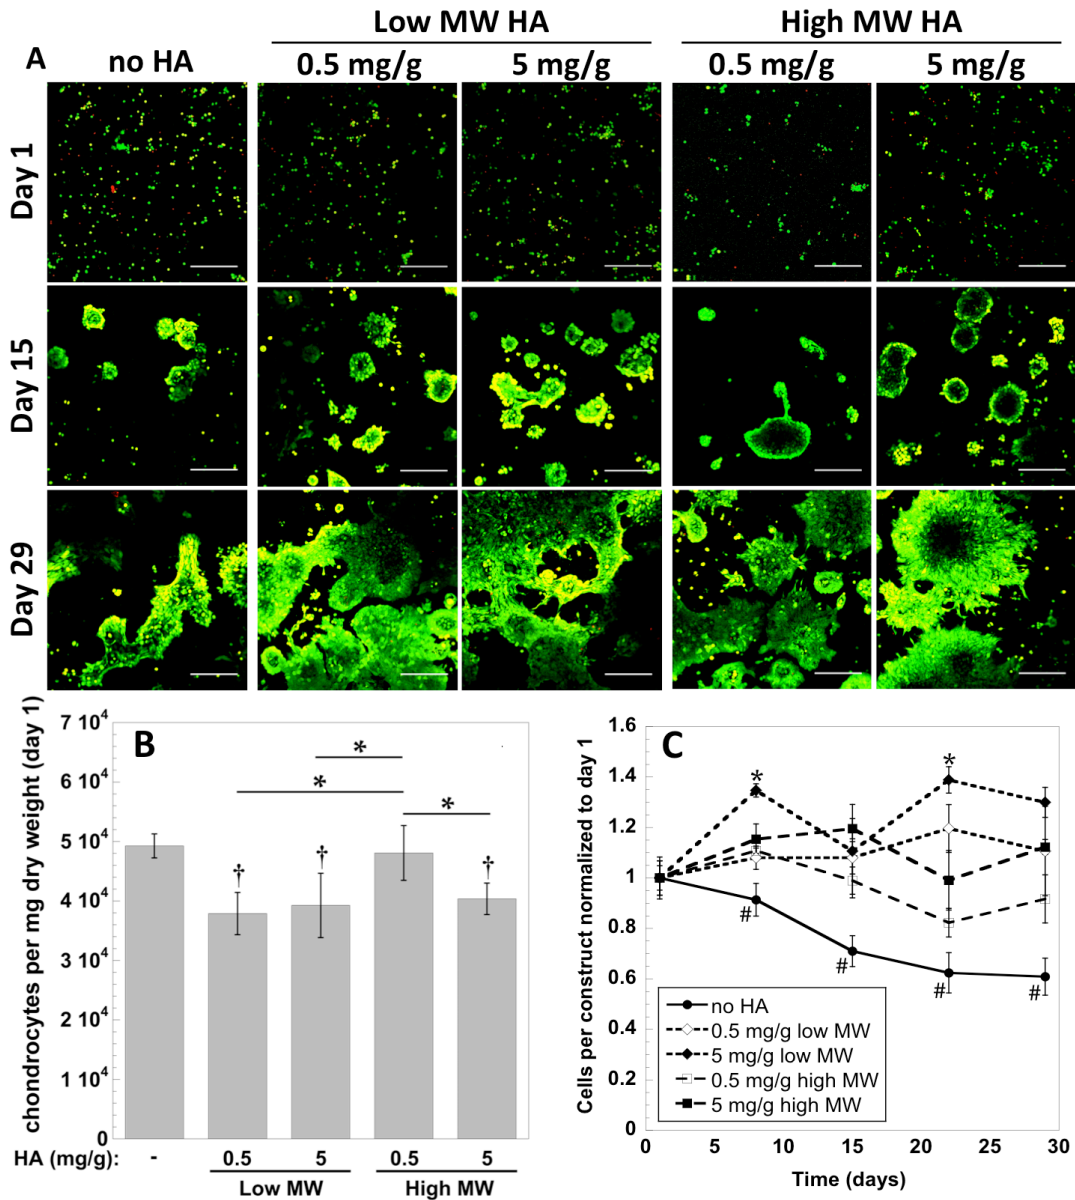 Low MW HA
High MW HA
A
no HA
0.5 mg/g
5 mg/g
0.5 mg/g
5 mg/g
Day 1
Day 15
Day 29
B
chondrocytes per mg dry weight (day 1)
7 10⁴
6 10⁴
5 10⁴
4 10⁴
3 10⁴
2 10⁴
1 10⁴
0
*
*
*
†
†
†
HA (mg/g):
-
0.5
5
0.5
5
Low MW
High MW
C
Cells per construct normalized to day 1
1.6
1.4
1.2
1
0.8
0.6
0.4
0.2
0
*
*
#
#
#
#
no HA
0.5 mg/g low MW
5 mg/g low MW
0.5 mg/g high MW
5 mg/g high MW
0 5 10 15 20 25 30
Time (days)